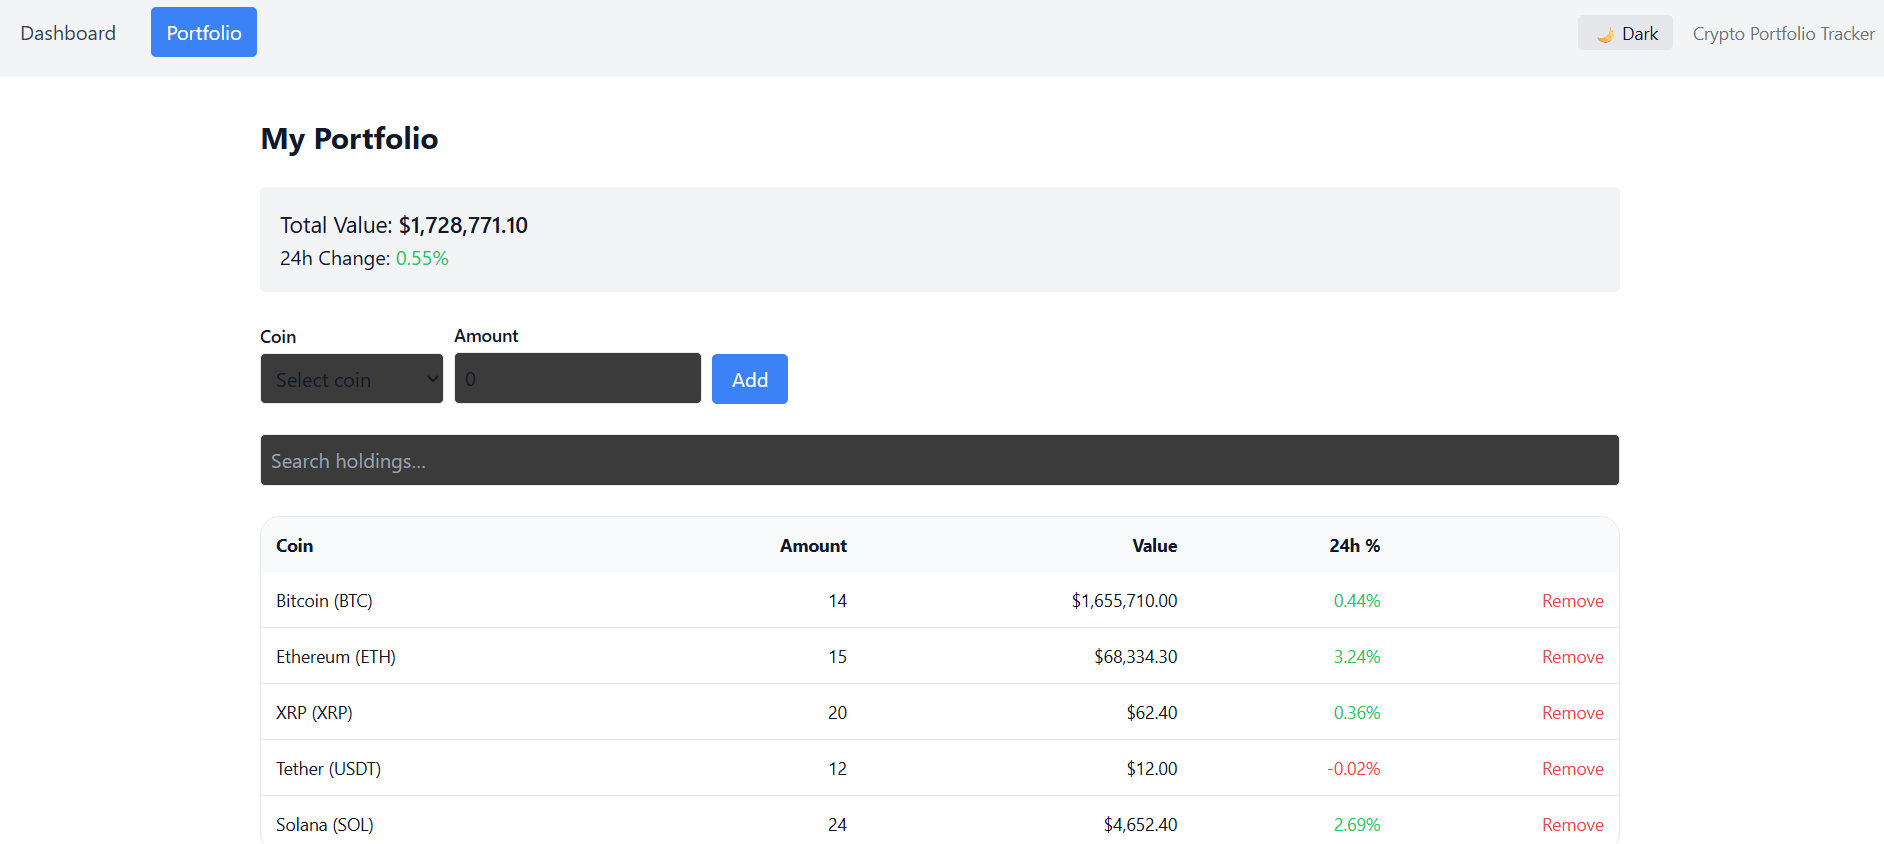 Dashboard Portfolio 🌙 Dark Crypto Portfolio Tracker
My Portfolio
Total Value: $1,728,771.10
24h Change: 0.55%
Coin Amount
Select coin 0 Add
Search holdings...
Coin Amount Value 24h %
Bitcoin (BTC) 14 $1,655,710.00 0.44% Remove
Ethereum (ETH) 15 $68,334.30 3.24% Remove
XRP (XRP) 20 $62.40 0.36% Remove
Tether (USDT) 12 $12.00 -0.02% Remove
Solana (SOL) 24 $4,652.40 2.69% Remove